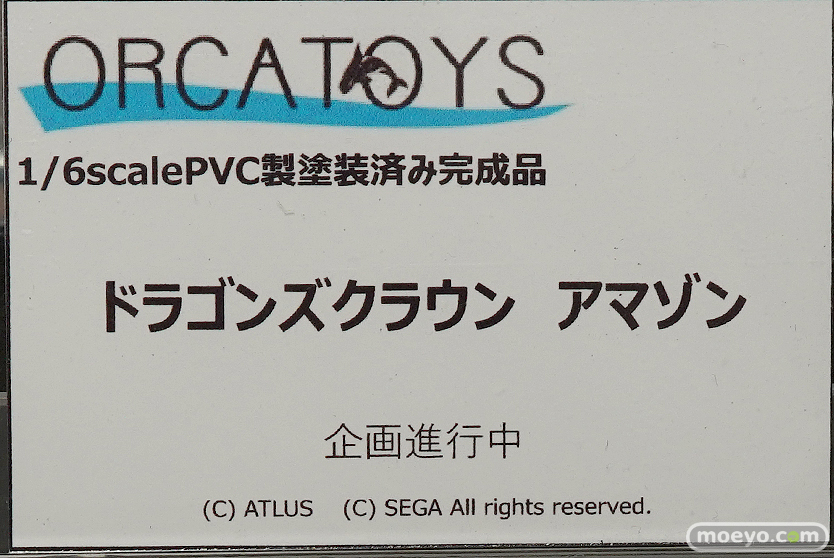 ORCATOYS
1/6scalePVC製塗装済み完成品
ドラゴンズクラウン　アマゾン
企画進行中
(C) ATLUS　(C) SEGA All rights reserved.
moeyo.com